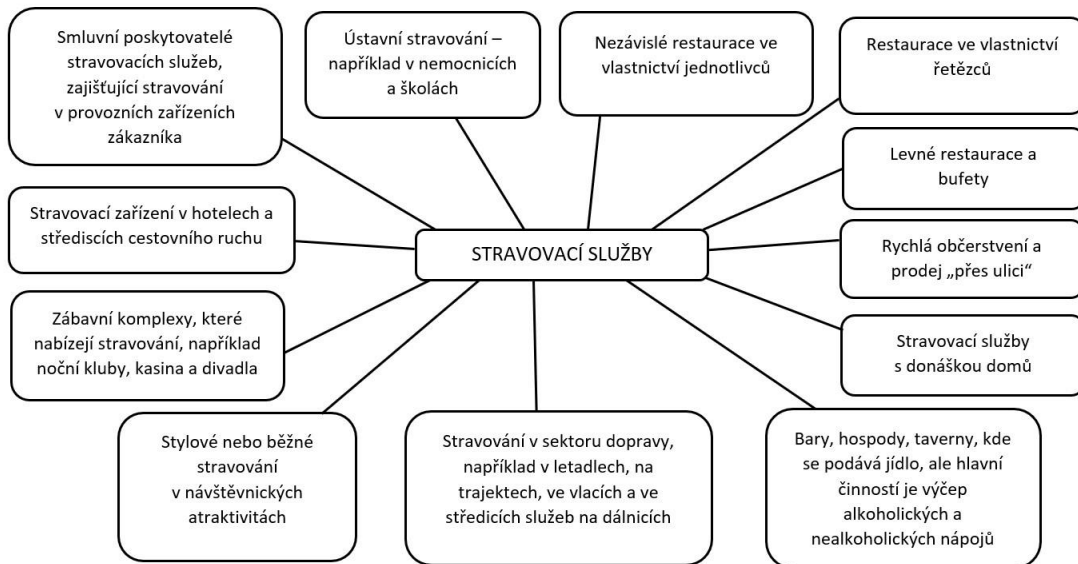 Smluvní poskytovatelé
stravovacích služeb,
zajišťující stravování
v provozních zařízeních
zákazníka
Ústavní stravování –
například v nemocnicích
a školách
Nezávislé restaurace ve
vlastnictví jednotlivců
Restaurace ve vlastnictví
řetězců
Levné restaurace a
bufety
Stravovací zařízení v hotelech a
střediscích cestovního ruchu
STRAVOVACÍ SLUŽBY
Rychlá občerstvení a
prodej „přes ulici“
Zábavní komplexy, které
nabízejí stravování, například
noční kluby, kasina a divadla
Stravovací služby
s donáškou domů
Stylové nebo běžné
stravování
v návštěvnických
atraktivitách
Stravování v sektoru dopravy,
například v letadlech, na
trajektech, ve vlacích a ve
středicích služeb na dálnicích
Bary, hospody, taverny, kde
se podává jídlo, ale hlavní
činností je výčep
alkoholických a
nealkoholických nápojů